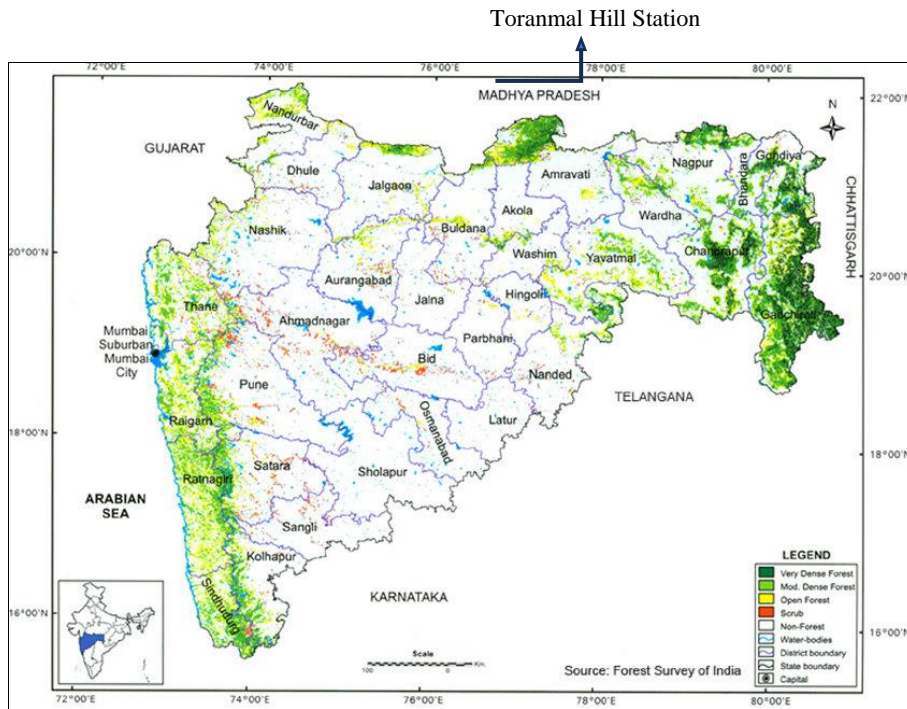 Toranmal Hill Station
72°00'E 74°00'E 76°00'E 78°00'E 80°00'E
MADHYA PRADESH
22°00'N
N
Nandurbar
GUJARAT
Dhule
Jalgaon
Amravati
Nagpur
Bhandara
Gondiya
CHHATTISGARH
Akola
Wardha
Buldana
Nashik
Washim
Yavatmal
Chandrapur
20°00'N
20°00'N
Aurangabad
Jalna
Hingoli
Gadchiroli
Thane
Ahmadnagar
Parbhani
Mumbai
Suburban
Mumbai
City
Bid
Nanded
Pune
TELANGANA
Raigarh
Osmanabad
Latur
18°00'N
18°00'N
Satara
Sholapur
Ratnagiri
ARABIAN
SEA
Sangli
Kolhapur
Sindhudurg
KARNATAKA
16°00'N
16°00'N
LEGEND
Very Dense Forest
Mod. Dense Forest
Open Forest
Scrub
Non-Forest
Water-bodies
District boundary
State boundary
Capital
Scale
100 0 Km.
Source: Forest Survey of India
72°00'E 74°00'E 76°00'E 78°00'E 80°00'E